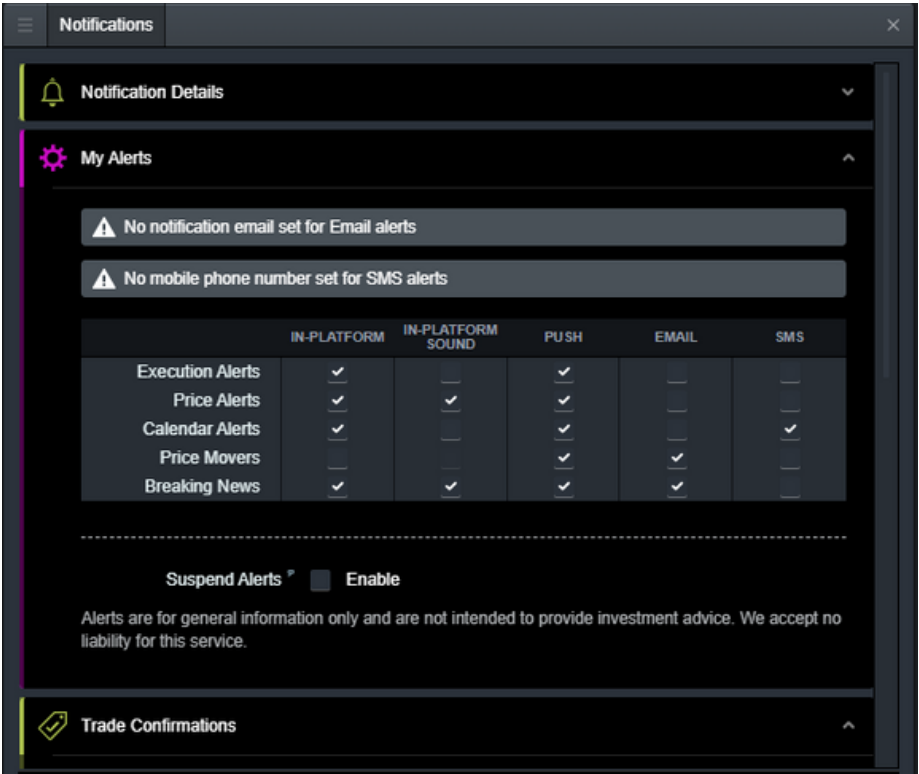 Notifications
Notification Details
My Alerts
No notification email set for Email alerts
No mobile phone number set for SMS alerts
IN-PLATFORM IN-PLATFORM SOUND PUSH EMAIL SMS
Execution Alerts
Price Alerts
Calendar Alerts
Price Movers
Breaking News
Suspend Alerts ? Enable
Alerts are for general information only and are not intended to provide investment advice. We accept no
liability for this service.
Trade Confirmations